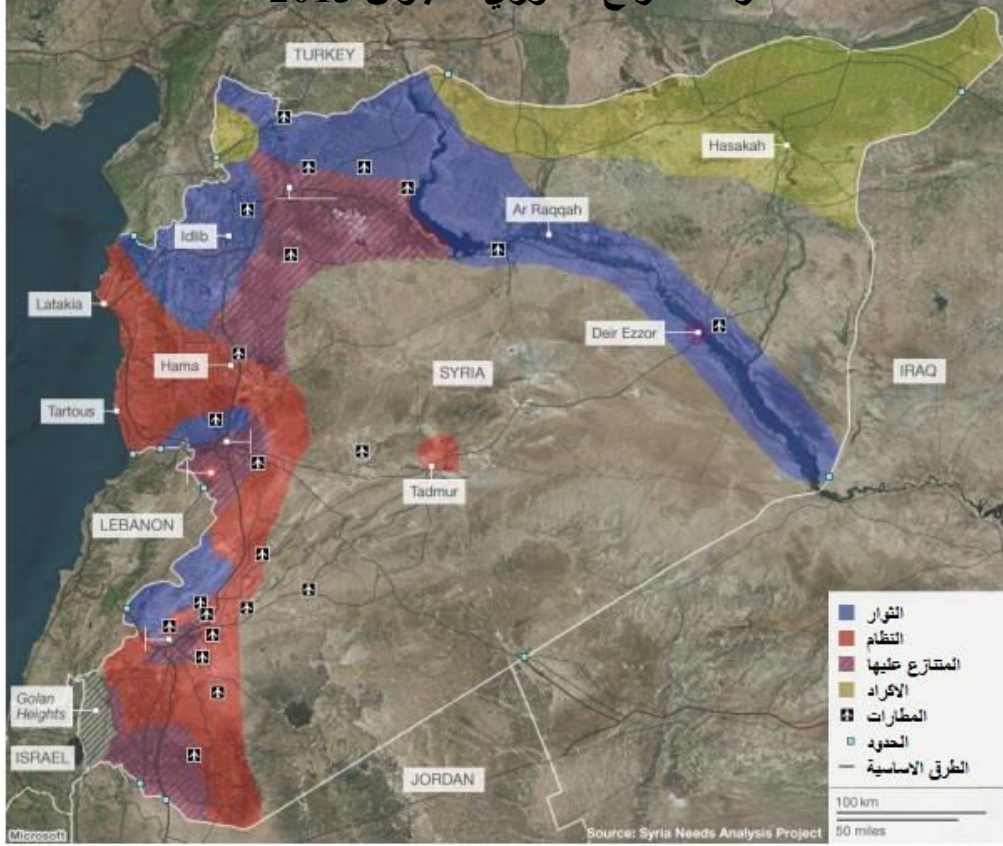 2013
TURKEY
Hasakah
Ar Raqqah
Idlib
Latakia
Deir Ezzor
Hama
SYRIA
IRAQ
Tartous
Tadmur
LEBANON
Golan
Heights
ISRAEL
JORDAN
الثوار
النظام
المتنازع عليها
الاكراد
المطارات
الحدود
الطرق الاساسية
100 km
50 miles
Microsoft
Source: Syria Needs Analysis Project